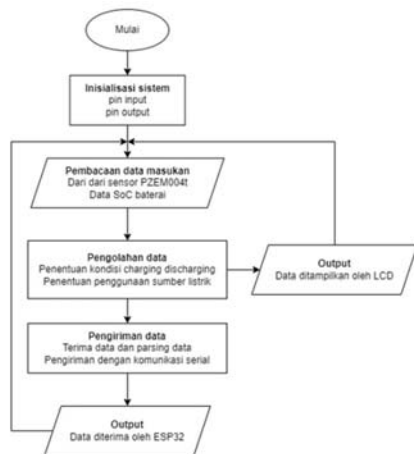 Mulai
Inisialisasi sistem
pin input
pin output
Pembacaan data masukan
Dari dari sensor PZEM004t
Data SoC baterai
Pengolahan data
Penentuan kondisi charging discharging
Penentuan penggunaan sumber listrik
Output
Data ditampilkan oleh LCD
Pengiriman data
Terima data dan parsing data
Pengiriman dengan komunikasi serial
Output
Data diterima oleh ESP32